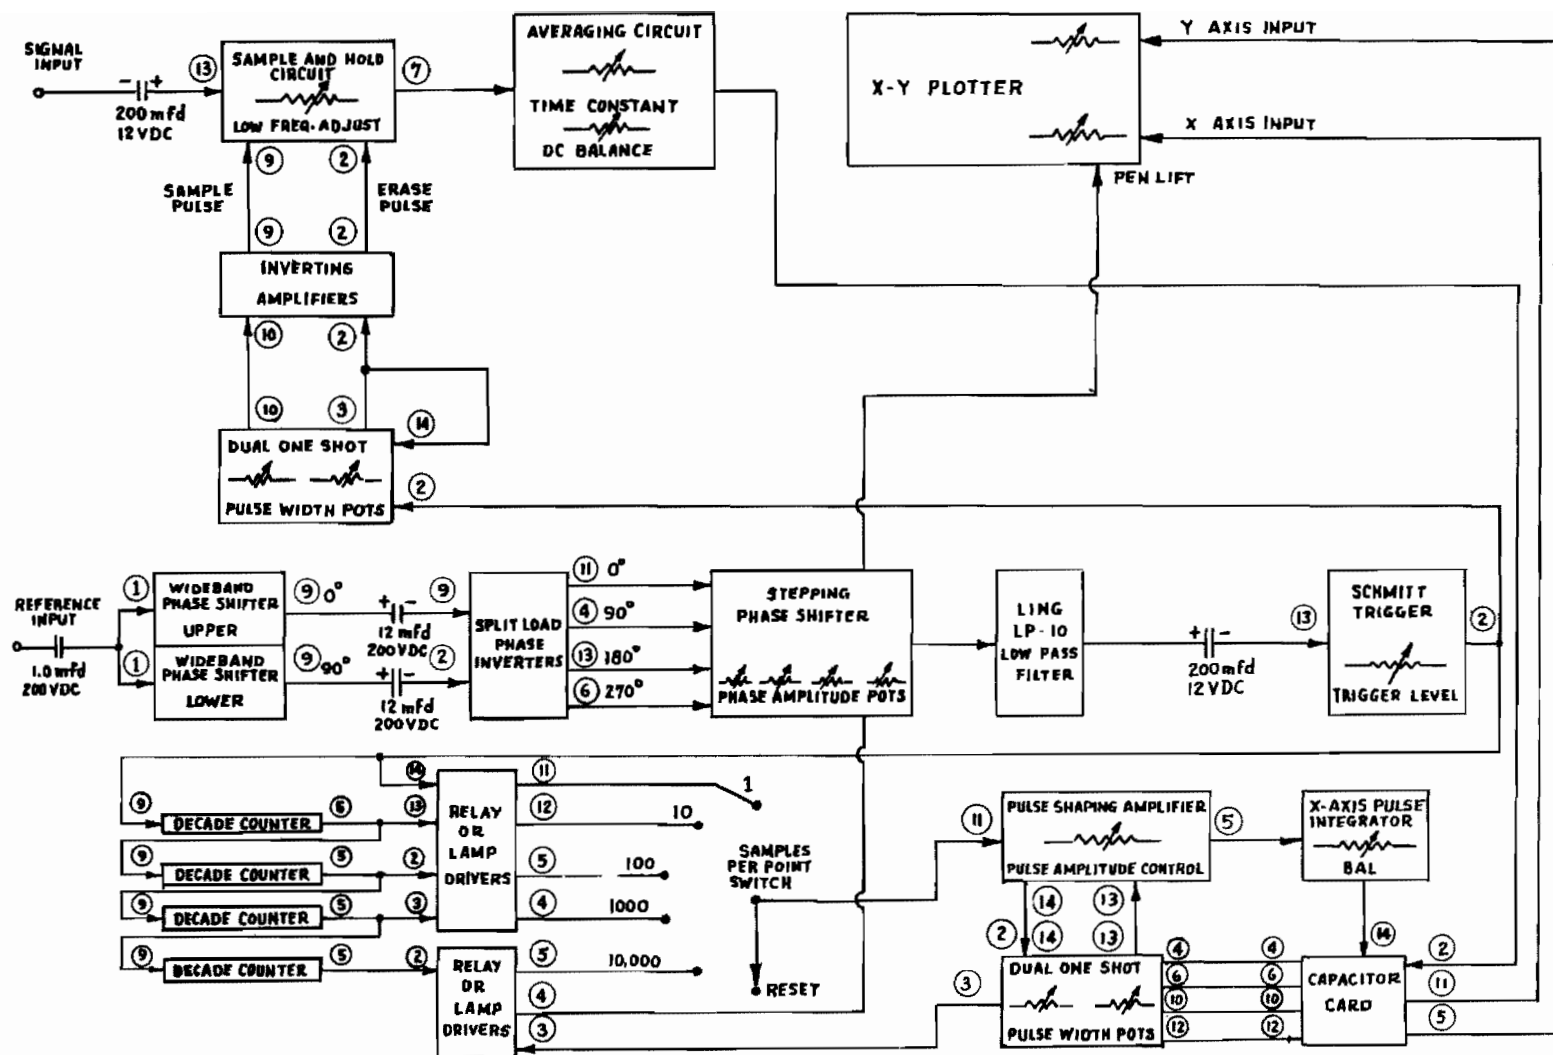 SIGNAL
INPUT
- +
200 mfd
12 VDC
13
SAMPLE AND HOLD
CIRCUIT
LOW FREQ. ADJUST
7
AVERAGING CIRCUIT
TIME CONSTANT
DC BALANCE
X-Y PLOTTER
Y AXIS INPUT
X AXIS INPUT
PEN LIFT
9
2
SAMPLE
PULSE
ERASE
PULSE
9
2
INVERTING
AMPLIFIERS
10
2
10
3
14
DUAL ONE SHOT
PULSE WIDTH POTS
2
REFERENCE
INPUT
1.0 mfd
200 VDC
1
1
WIDEBAND
PHASE SHIFTER
UPPER
WIDEBAND
PHASE SHIFTER
LOWER
9 0°
9 90°
+ -
12 mfd
200 VDC
9
+ -
12 mfd
200 VDC
2
SPLIT LOAD
PHASE
INVERTERS
11 0°
4 90°
13 180°
6 270°
STEPPING
PHASE SHIFTER
PHASE AMPLITUDE POTS
LING
LP-10
LOW PASS
FILTER
+ -
200 mfd
12 VDC
13
SCHMITT
TRIGGER
TRIGGER LEVEL
2
9
DECADE COUNTER
5
9
DECADE COUNTER
5
9
DECADE COUNTER
5
9
DECADE COUNTER
5
14
13
2
3
RELAY
OR
LAMP
DRIVERS
11
12
5
4
1
10
100
1000
2
RELAY
OR
LAMP
DRIVERS
5
4
3
10,000
SAMPLES
PER POINT
SWITCH
RESET
11
PULSE SHAPING AMPLIFIER
PULSE AMPLITUDE CONTROL
5
X-AXIS PULSE
INTEGRATOR
BAL
14
13
2
14
13
14
3
DUAL ONE SHOT
PULSE WIDTH POTS
4
6
10
12
4
6
10
12
CAPACITOR
CARD
2
11
5